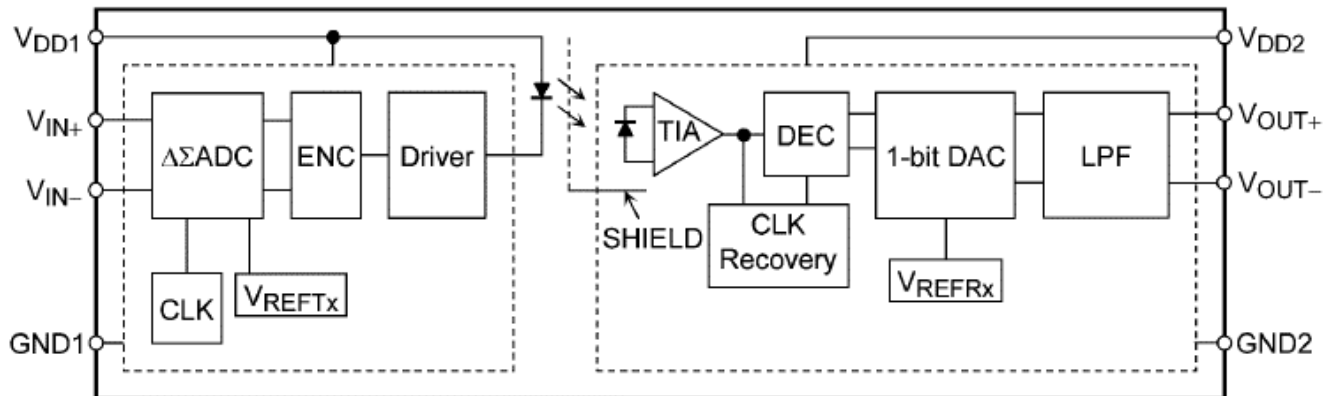 VDD1
VDD2
VIN+
ΔΣADC
ENC
Driver
TIA
DEC
1-bit DAC
LPF
VOUT+
VIN−
VOUT−
SHIELD
CLK
Recovery
CLK
VREFTx
VREFRx
GND1
GND2